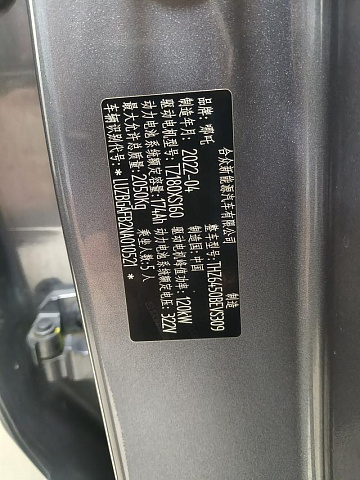 合众新能源汽车有限公司 制造
品牌:哪吒 整车型号:THZ6450BEVS309
制造年月:2022-04 制造国:中国
驱动电机型号:TZ180XS160 驱动电机峰值功率:120KW
动力电池系统额定容量:174Ah 动力电池系统额定电压:322V
最大允许总质量:2050KG 乘坐人数:5人
车辆识别代号:*LUZBGAFB2NA010521*